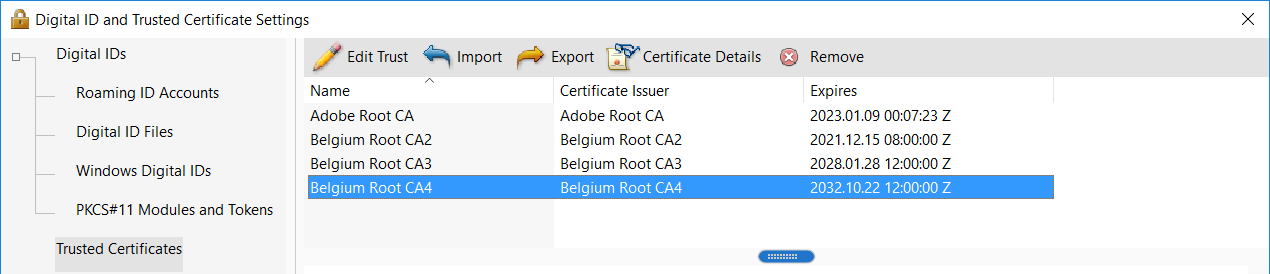 Digital ID and Trusted Certificate Settings
Digital IDs
Roaming ID Accounts
Digital ID Files
Windows Digital IDs
PKCS#11 Modules and Tokens
Trusted Certificates
Edit Trust Import Export Certificate Details Remove
Name Certificate Issuer Expires
Adobe Root CA Adobe Root CA 2023.01.09 00:07:23 Z
Belgium Root CA2 Belgium Root CA2 2021.12.15 08:00:00 Z
Belgium Root CA3 Belgium Root CA3 2028.01.28 12:00:00 Z
Belgium Root CA4 Belgium Root CA4 2032.10.22 12:00:00 Z